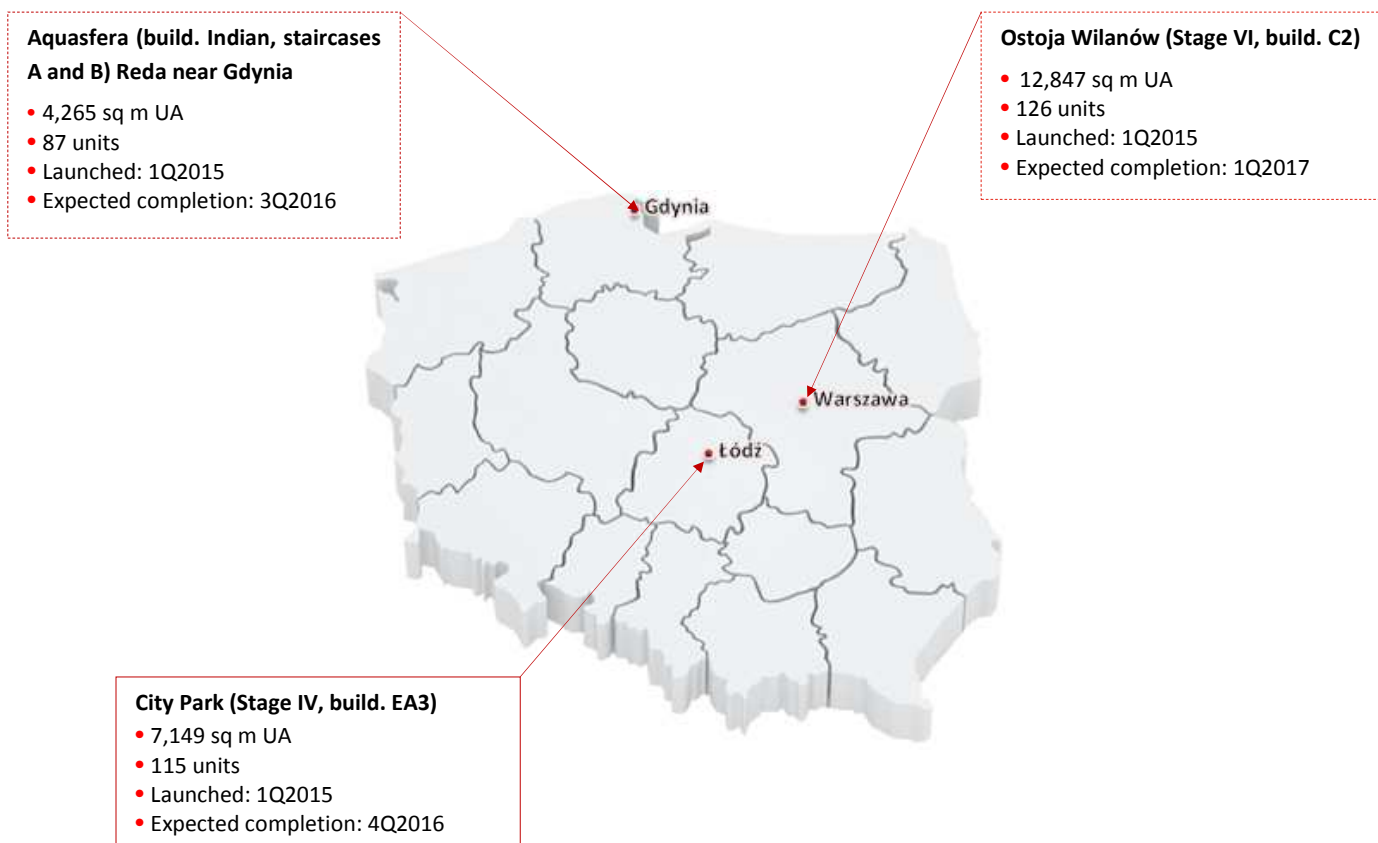 Aquasfera (build. Indian, staircases
A and B) Reda near Gdynia
• 4,265 sq m UA
• 87 units
• Launched: 1Q2015
• Expected completion: 3Q2016
Ostoja Wilanów (Stage VI, build. C2)
• 12,847 sq m UA
• 126 units
• Launched: 1Q2015
• Expected completion: 1Q2017
Gdynia
Warszawa
Łódź
City Park (Stage IV, build. EA3)
• 7,149 sq m UA
• 115 units
• Launched: 1Q2015
• Expected completion: 4Q2016